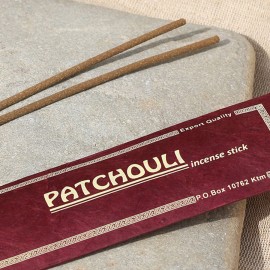 Export Quality
PATCHOULI
incense stick
P.O.Box 10762 Ktm